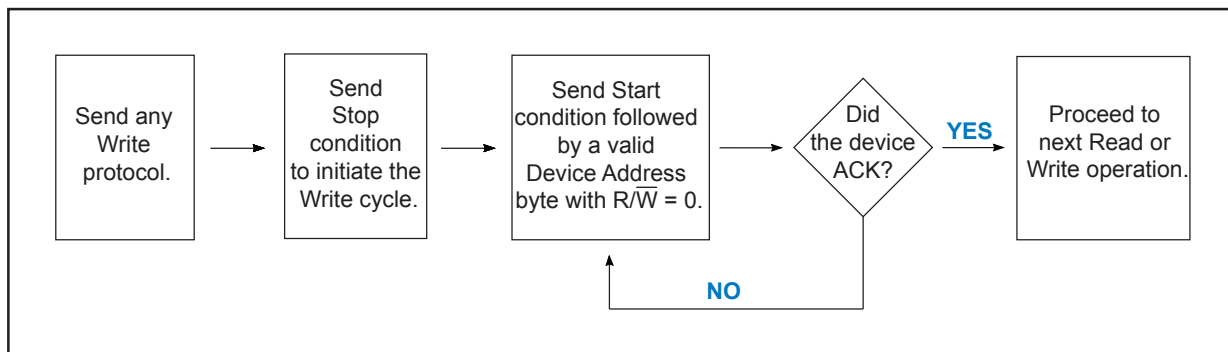 Send any
Write
protocol.
Send
Stop
condition
to initiate the
Write cycle.
Send Start
condition followed
by a valid
Device Address
byte with R/W̅ = 0.
Did
the device
ACK?
YES
NO
Proceed to
next Read or
Write operation.